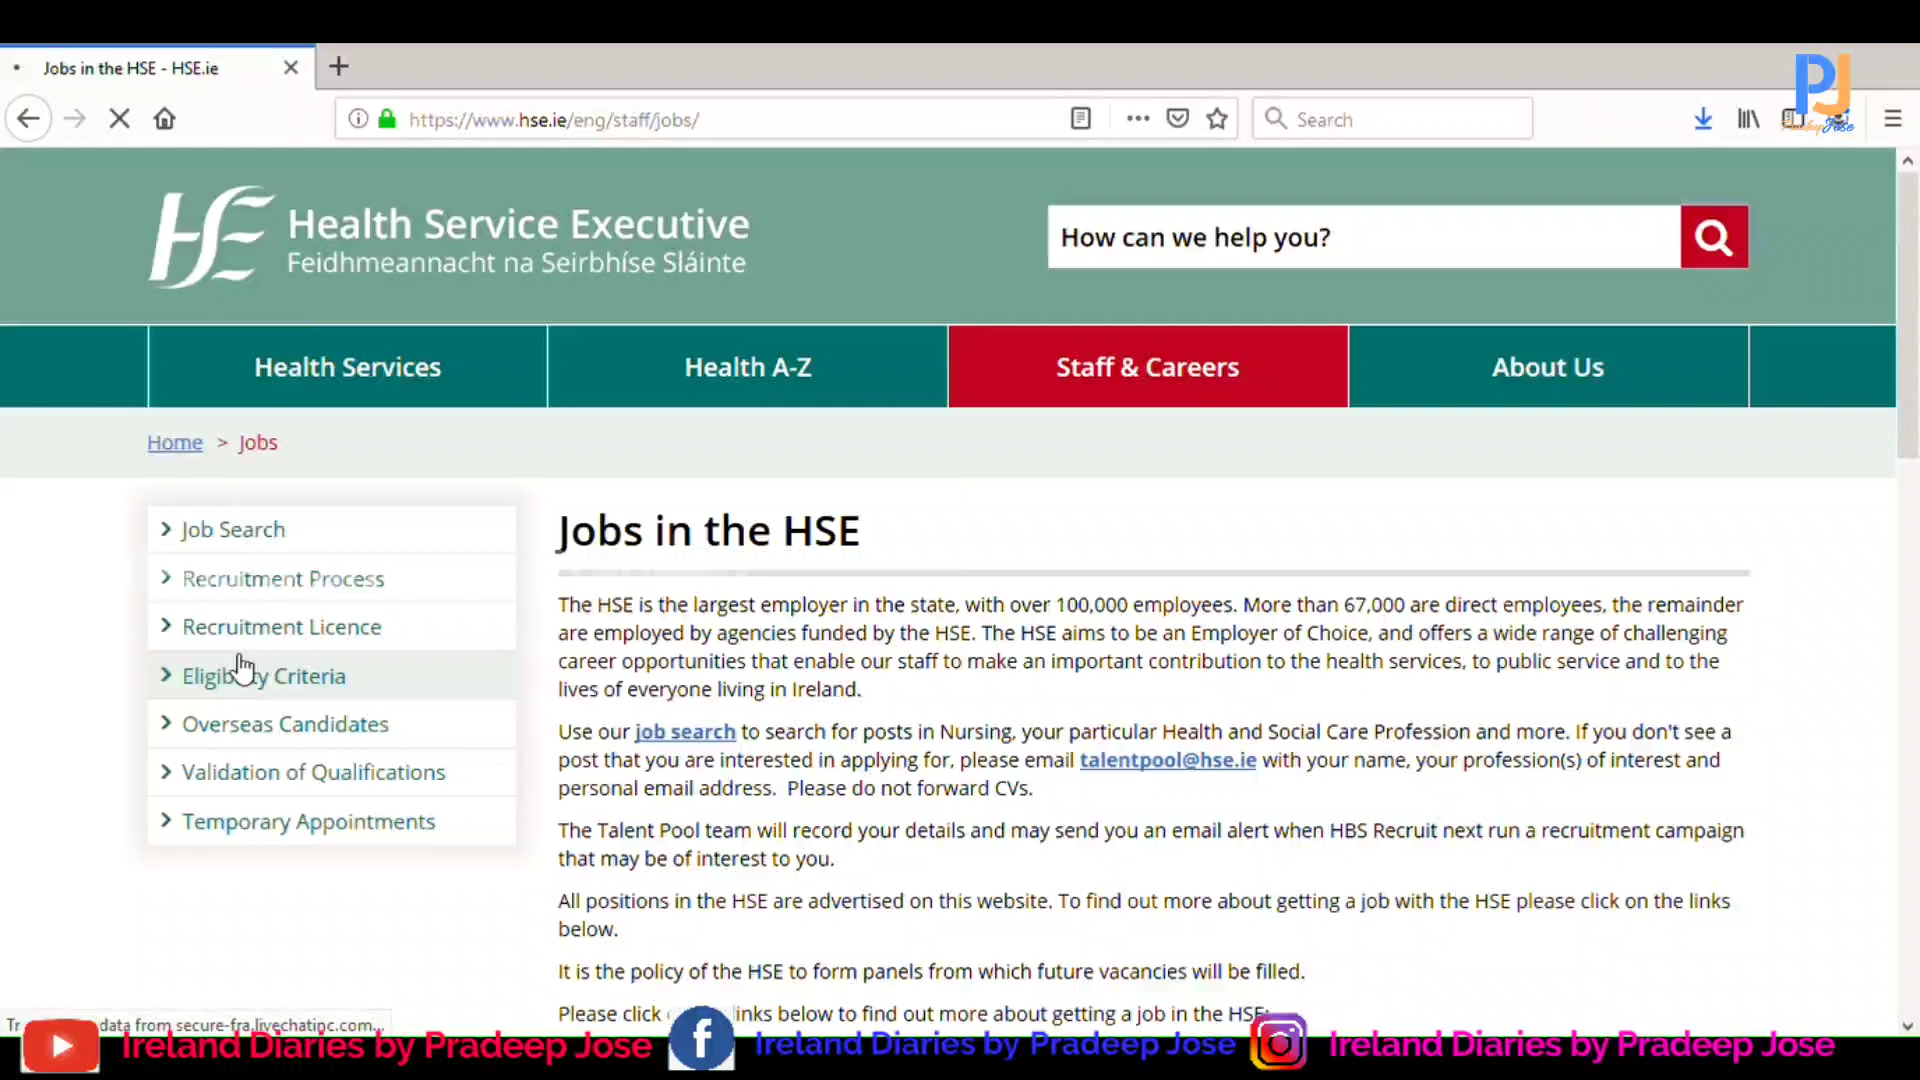 Jobs in the HSE - HSE.ie
PJ
https://www.hse.ie/eng/staff/jobs/
Search
PradeepJose
HSE
Health Service Executive
Feidhmeannacht na Seirbhíse Sláinte
How can we help you?
Health Services
Health A-Z
Staff & Careers
About Us
Home > Jobs
Job Search
Recruitment Process
Recruitment Licence
Eligib ty Criteria
Overseas Candidates
Validation of Qualifications
Temporary Appointments
Jobs in the HSE
The HSE is the largest employer in the state, with over 100,000 employees. More than 67,000 are direct employees, the remainder
are employed by agencies funded by the HSE. The HSE aims to be an Employer of Choice, and offers a wide range of challenging
career opportunities that enable our staff to make an important contribution to the health services, to public service and to the
lives of everyone living in Ireland.
Use our job search to search for posts in Nursing, your particular Health and Social Care Profession and more. If you don't see a
post that you are interested in applying for, please email talentpool@hse.ie with your name, your profession(s) of interest and
personal email address. Please do not forward CVs.
The Talent Pool team will record your details and may send you an email alert when HBS Recruit next run a recruitment campaign
that may be of interest to you.
All positions in the HSE are advertised on this website. To find out more about getting a job with the HSE please click on the links
below.
It is the policy of the HSE to form panels from which future vacancies will be filled.
Please click links below to find out more about getting a job in the HSE:
data from secure-fra.livechatinc.com...
Ireland Diaries by Pradeep Jose
Ireland Diaries by Pradeep Jose
Ireland Diaries by Pradeep Jose